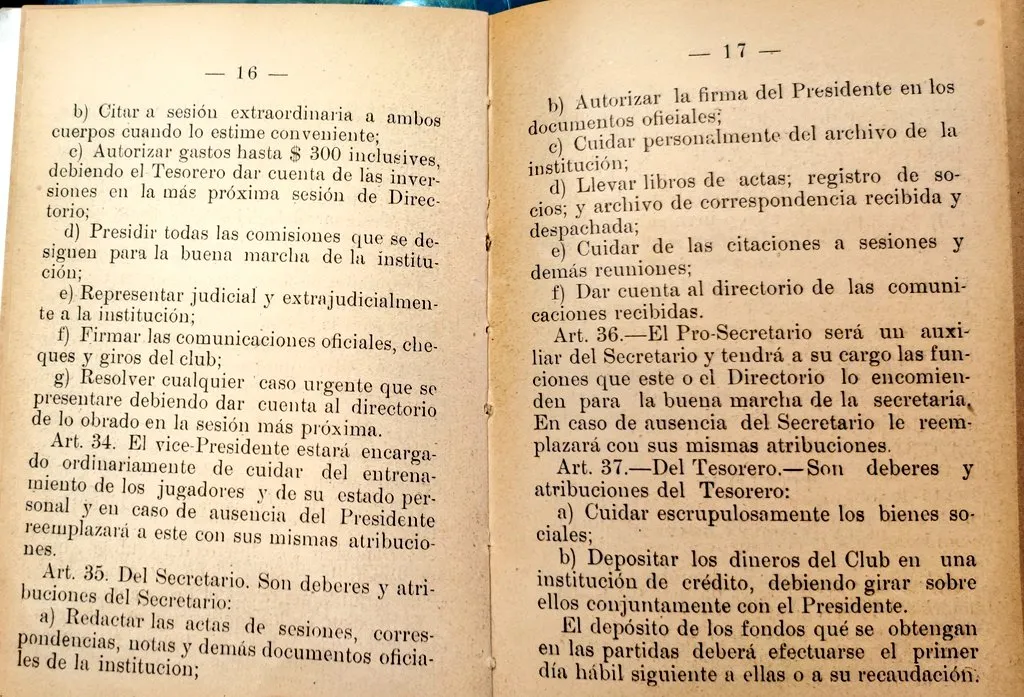 — 16 —
b) Citar a sesión extraordinaria a ambos
cuerpos cuando lo estime conveniente;
c) Autorizar gastos hasta $ 300 inclusives,
debiendo el Tesorero dar cuenta de las inver-
siones en la más próxima sesión de Direc-
torio;
d) Presidir todas las comisiones que se de-
signen para la buena marcha de la institu-
ción;
e) Representar judicial y extrajudicialmen-
te a la institución;
f) Firmar las comunicaciones oficiales, che-
ques y giros del club;
g) Resolver cualquier caso urgente que se
presentare debiendo dar cuenta al directorio
de lo obrado en la sesión más próxima.
Art. 34. El vice-Presidente estará encarga-
do ordinariamente de cuidar del entrena-
miento de los jugadores y de su estado per-
sonal y en caso de ausencia del Presidente
reemplazará a este con sus mismas atribucio-
nes.
Art. 35. Del Secretario. Son deberes y atri-
buciones del Secretario:
a) Redactar las actas de sesiones, corres-
pondencias, notas y demás documentos oficia-
les de la institucion;
— 17 —
b) Autorizar la firma del Presidente en los
documentos ofieiales;
c) Cuidar personalmente del archivo de la
institución;
d) Llevar libros de actas; registro de so-
cios; y archivo de correspondencia recibida y
despachada;
e) Cuidar de las citaciones a sesiones y
demás reuniones;
f) Dar cuenta al directorio de las comuni-
caciones recibidas.
Art. 36.—El Pro-Secretario será un auxi-
liar del Secretario y tendrá a su cargo las fun-
ciones que este o el Directorio lo encomien-
den para la buena marcha de la secretaria.
En caso de ausencia del Secretario le reem-
plazará con sus mismas atribuciones.
Art. 37.—Del Tesorero.—Son deberes y
atribuciones del Tesorero:
a) Cuidar escrupulosamente los bienes so-
ciales;
b) Depositar los dineros del Club en una
institución de crédito, debiendo girar sobre
ellos conjuntamente con el Presidente.
El depósito de los fondos qué se obtengan
en las partidas deberá efectuarse el primer
día hábil siguiente a ellas o a su recaudación.